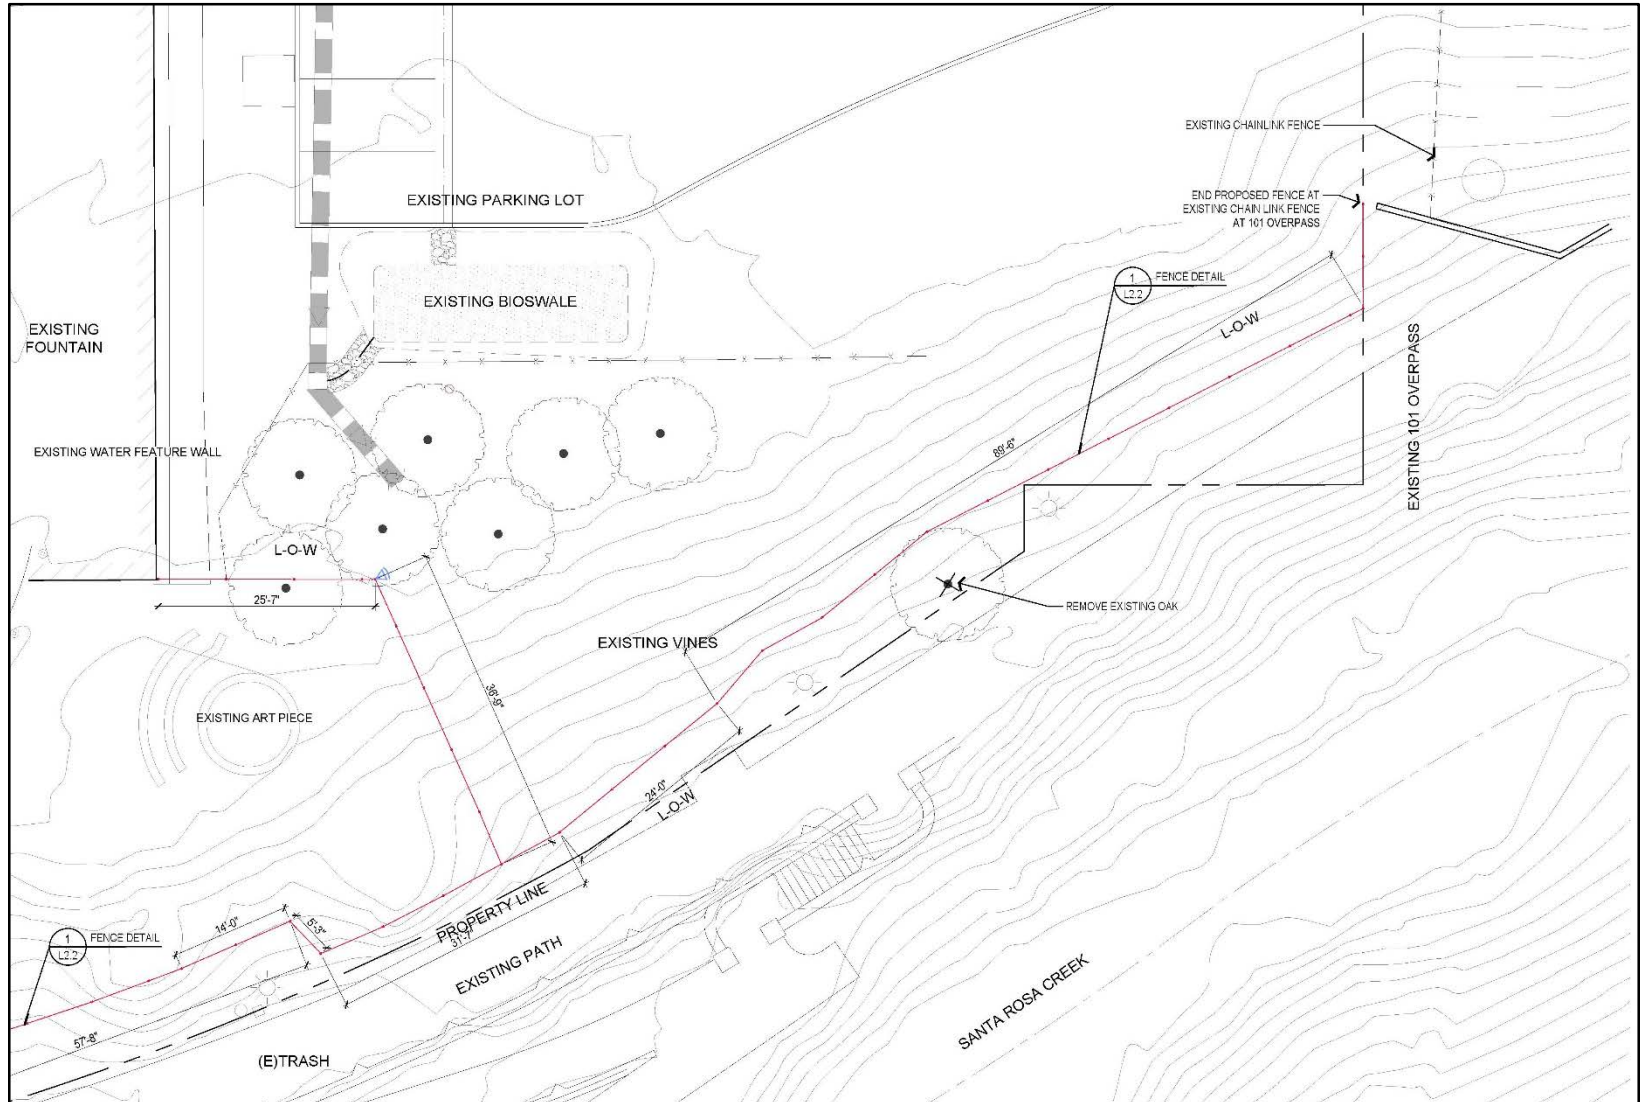 EXISTING CHAINLINK FENCE
EXISTING PARKING LOT
END PROPOSED FENCE AT
EXISTING CHAIN LINK FENCE
AT 101 OVERPASS
1
L2.2
FENCE DETAIL
EXISTING BIOSWALE
EXISTING
FOUNTAIN
L-O-W
EXISTING 101 OVERPASS
EXISTING WATER FEATURE WALL
89'-6"
L-O-W
25'-7"
REMOVE EXISTING OAK
EXISTING VINES
36'-9"
EXISTING ART PIECE
24'-0"
L-O-W
PROPERTY LINE
31'-7"
14'-0"
5'-3"
1
L2.2
FENCE DETAIL
EXISTING PATH
SANTA ROSA CREEK
57'-8"
(E)TRASH